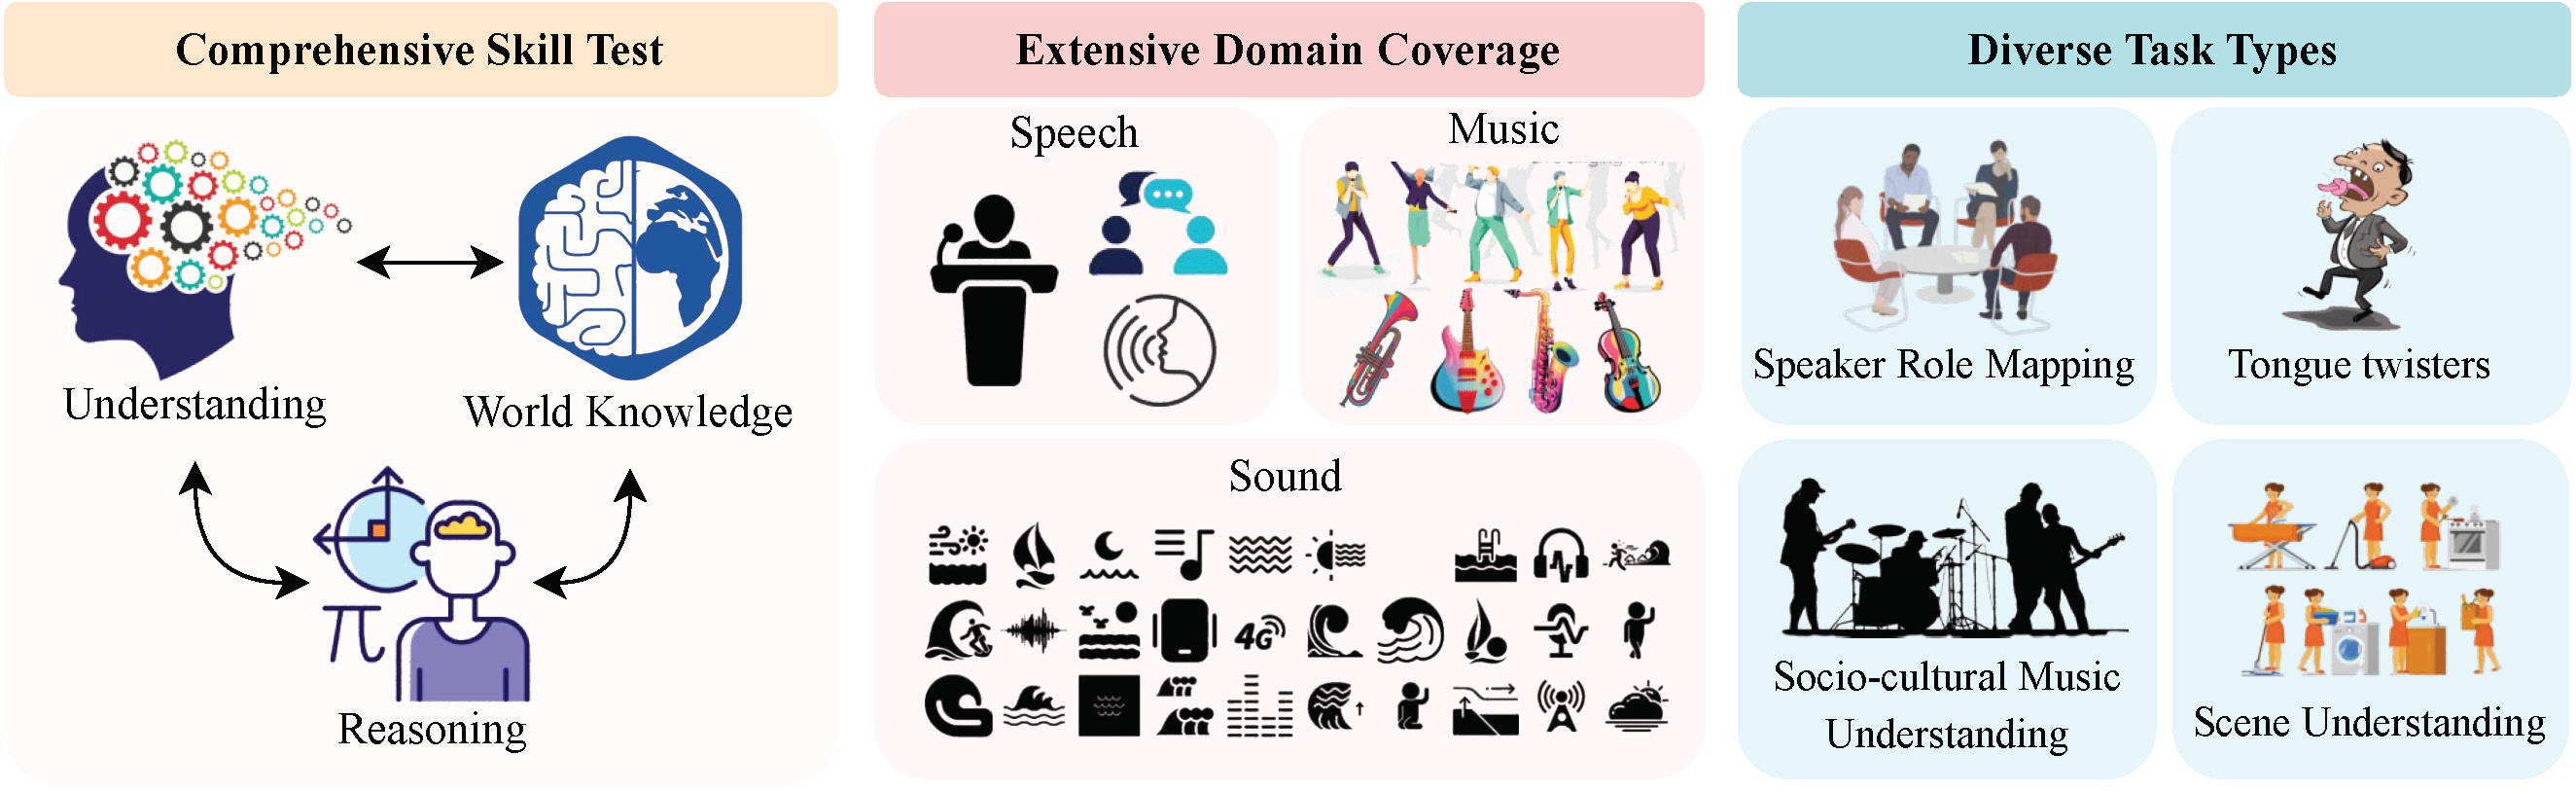 Comprehensive Skill Test
Understanding
World Knowledge
Reasoning
π
Extensive Domain Coverage
Speech
Music
Sound
4G
Diverse Task Types
Speaker Role Mapping
Tongue twisters
Socio-cultural Music
Understanding
Scene Understanding